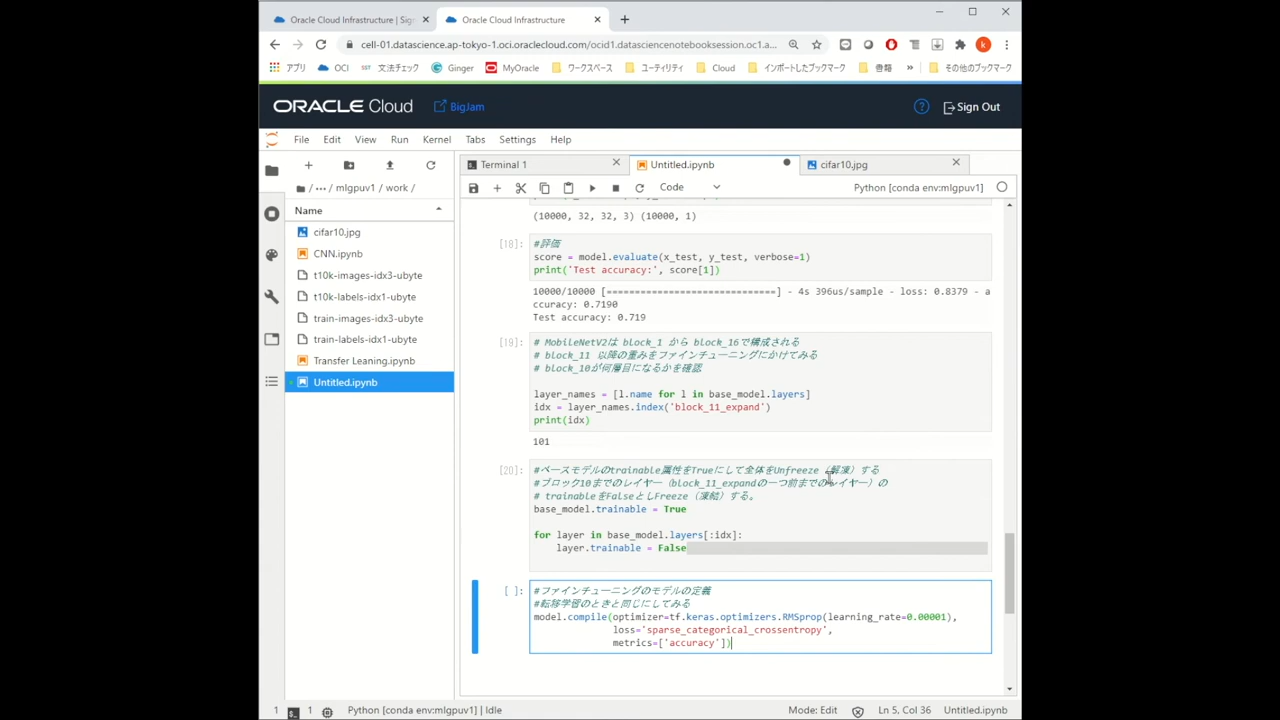 Oracle Cloud Infrastructure | Sig
Oracle Cloud Infrastructure
cell-01.datascience.ap-tokyo-1.oci.oraclecloud.com/ocid1.datasciencenotebooksession.oc1.a...
アプリ OCI SST 文法チェック Ginger MyOracle ワークスペース ユーティリティ Cloud インポートしたブックマーク 書籍 » その他のブックマーク
ORACLE Cloud BigJam Sign Out
File Edit View Run Kernel Tabs Settings Help
Terminal 1 Untitled.ipynb cifar10.jpg
Code Python [conda env:mlgpuv1]
/ ··· / mlgpuv1 / work /
Name
cifar10.jpg
CNN.ipynb
t10k-images-idx3-ubyte
t10k-labels-idx1-ubyte
train-images-idx3-ubyte
train-labels-idx1-ubyte
Transfer Leaning.ipynb
Untitled.ipynb
(10000, 32, 32, 3) (10000, 1)
[18]: #評価
score = model.evaluate(x_test, y_test, verbose=1)
print('Test accuracy:', score[1])
10000/10000 [==============================] - 4s 396us/sample - loss: 0.8379 - a
ccuracy: 0.7190
Test accuracy: 0.719
[19]: # MobileNetV2は block_1 から block_16で構成される
# block_11 以降の重みをファインチューニングにかけてみる
# block_10が何層目になるかを確認
layer_names = [l.name for l in base_model.layers]
idx = layer_names.index('block_11_expand')
print(idx)
101
[20]: #ベースモデルのtrainable属性をTrueにして全体をUnfreeze（解凍）する
#ブロック10までのレイヤー（block_11_expandの一つ前までのレイヤー）の
# trainableをFalseとしFreeze（凍結）する。
base_model.trainable = True
for layer in base_model.layers[:idx]:
layer.trainable = False
[ ]: #ファインチューニングのモデルの定義
#転移学習のときと同じにしてみる
model.compile(optimizer=tf.keras.optimizers.RMSprop(learning_rate=0.00001),
loss='sparse_categorical_crossentropy',
metrics=['accuracy'])
1 1 Python [conda env:mlgpuv1] | Idle Mode: Edit Ln 5, Col 36 Untitled.ipynb